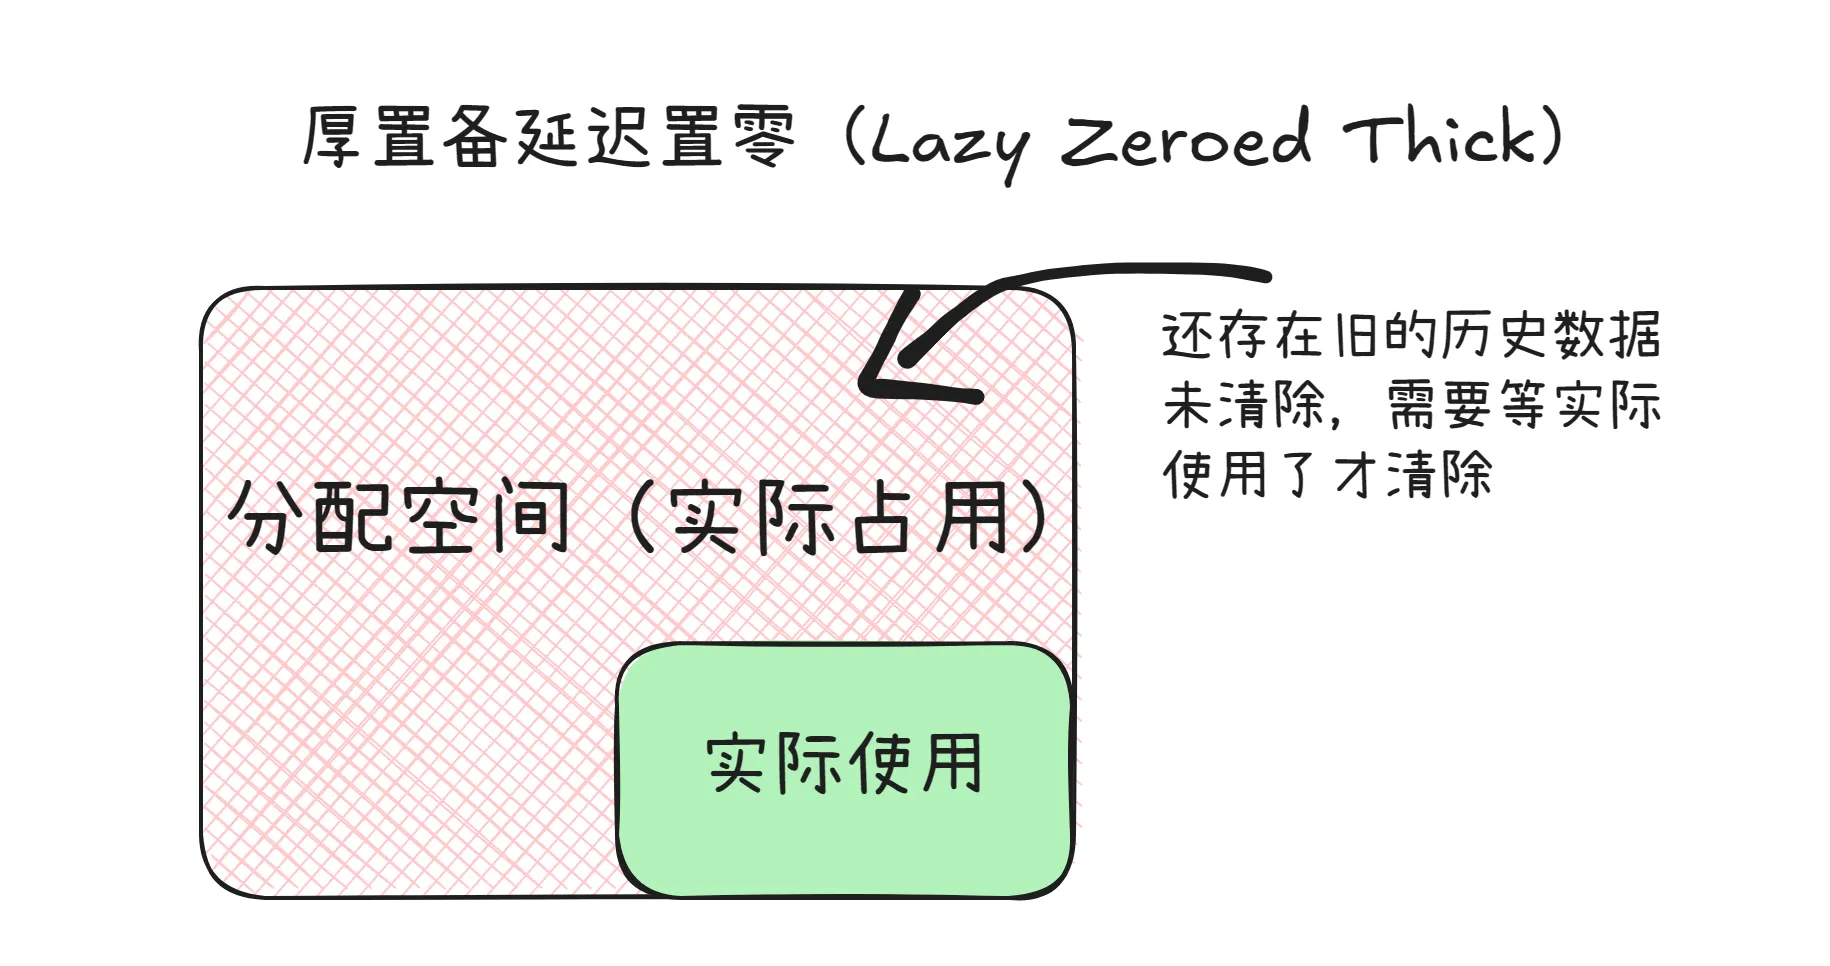 厚置备延迟置零（Lazy Zeroed Thick）
还存在旧的历史数据
未清除，需要等实际
使用了才清除
分配空间（实际占用）
实际使用